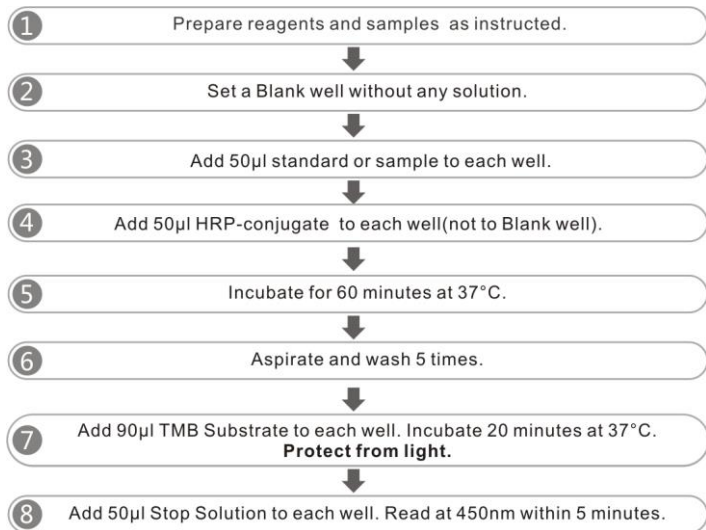 1 Prepare reagents and samples as instructed.
2 Set a Blank well without any solution.
3 Add 50μl standard or sample to each well.
4 Add 50μl HRP-conjugate to each well(not to Blank well).
5 Incubate for 60 minutes at 37°C.
6 Aspirate and wash 5 times.
7 Add 90μl TMB Substrate to each well. Incubate 20 minutes at 37°C.
Protect from light.
8 Add 50μl Stop Solution to each well. Read at 450nm within 5 minutes.